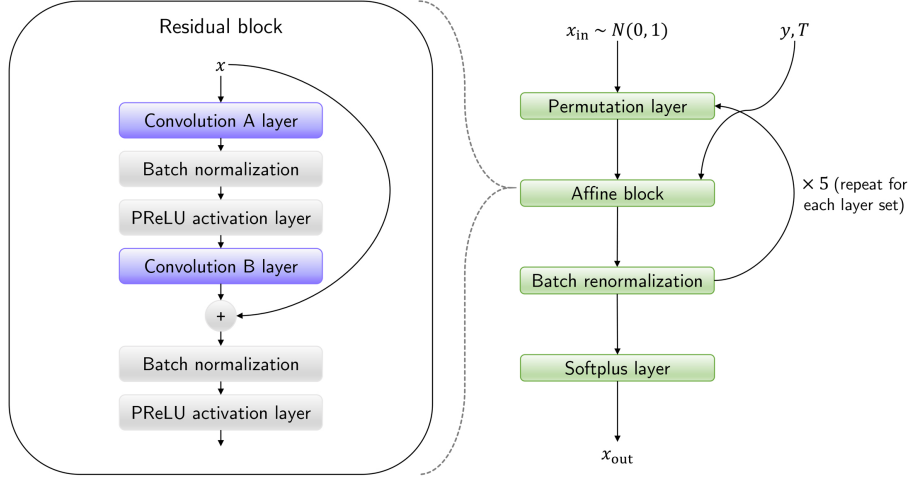 Residual block
x
Convolution A layer
Batch normalization
PReLU activation layer
Convolution B layer
+
Batch normalization
PReLU activation layer
x_in ~ N(0, 1)
y, T
Permutation layer
Affine block
× 5 (repeat for
each layer set)
Batch renormalization
Softplus layer
x_out